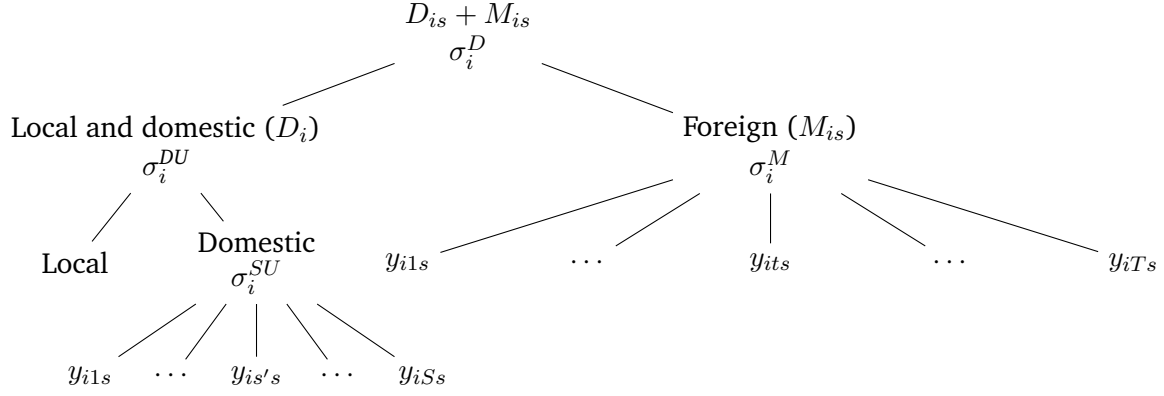 D_{is} + M_{is}
σ_i^D
Local and domestic (D_i) Foreign (M_{is})
σ_i^{DU} σ_i^M
Local Domestic y_{i1s} ... y_{its} ... y_{iTs}
σ_i^{SU}
y_{i1s} ... y_{is's} ... y_{iSs}